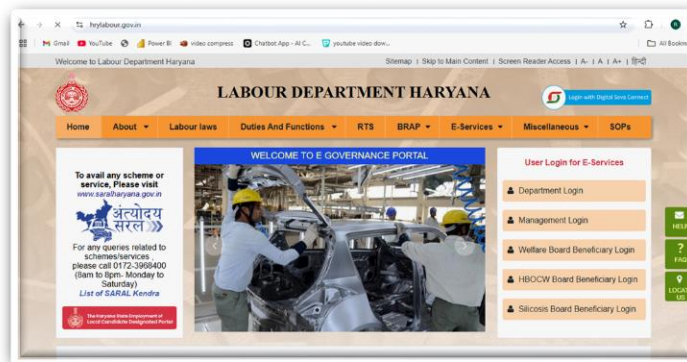 hrylabour.gov.in
Gmail YouTube Power BI video compress Chatbot App - AI C... youtube video dow...
All Bookm
Welcome to Labour Department Haryana
Sitemap | Skip to Main Content | Screen Reader Access | A- | A | A+ | हिन्दी
LABOUR DEPARTMENT HARYANA
Login with Digital Seva Connect
Home About Labour laws Duties And Functions RTS BRAP E-Services Miscellaneous SOPs
To avail any scheme or
service, Please visit
www.saralharyana.gov.in
अंत्योदय
सरल
For any queries related to
schemes/services ,
please call 0172-3968400
(8am to 8pm- Monday to
Saturday)
List of SARAL Kendra
The Haryana State Employment of
Local Candidate Designated Portal
WELCOME TO E GOVERNANCE PORTAL
User Login for E-Services
Department Login
Management Login
Welfare Board Beneficiary Login
HBOCW Board Beneficiary Login
Silicosis Board Beneficiary Login
HELP
?
FAQ
LOCAT
US